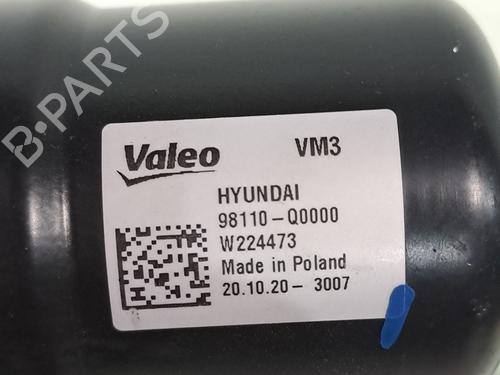 Valeo VM3
HYUNDAI
98110-Q0000
W224473
Made in Poland
20.10.20- 3007
B-PARTS